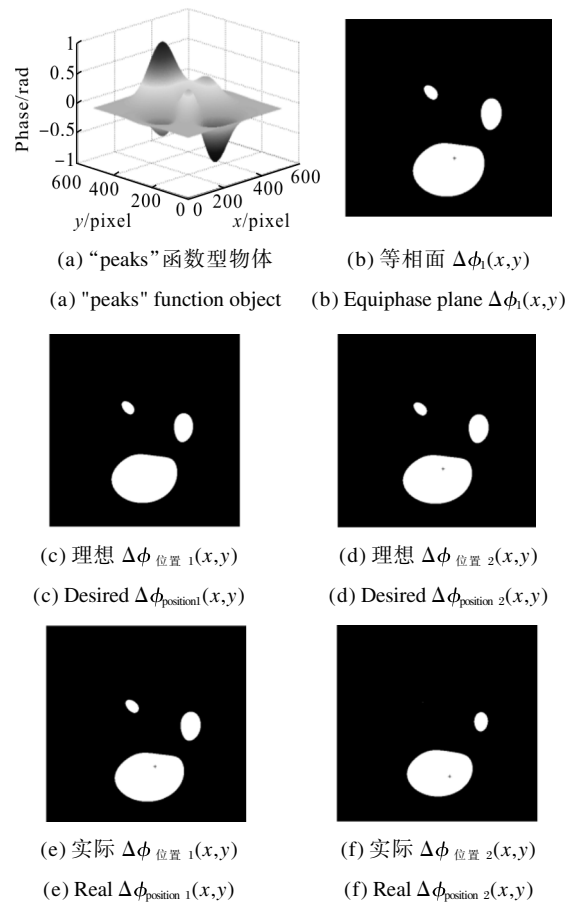 1
0.5
0
−0.5
−1
Phase/rad
600
400
200
0
0
200
400
600
y/pixel
x/pixel
(a) “peaks”函数型物体
(b) 等相面 Δϕ₁(x,y)
(a) "peaks" function object
(b) Equiphase plane Δϕ₁(x,y)
(c) 理想 Δϕ 位置 1(x,y)
(d) 理想 Δϕ 位置 2(x,y)
(c) Desired Δϕposition1(x,y)
(d) Desired Δϕposition 2(x,y)
(e) 实际 Δϕ 位置 1(x,y)
(f) 实际 Δϕ 位置 2(x,y)
(e) Real Δϕposition 1(x,y)
(f) Real Δϕposition 2(x,y)